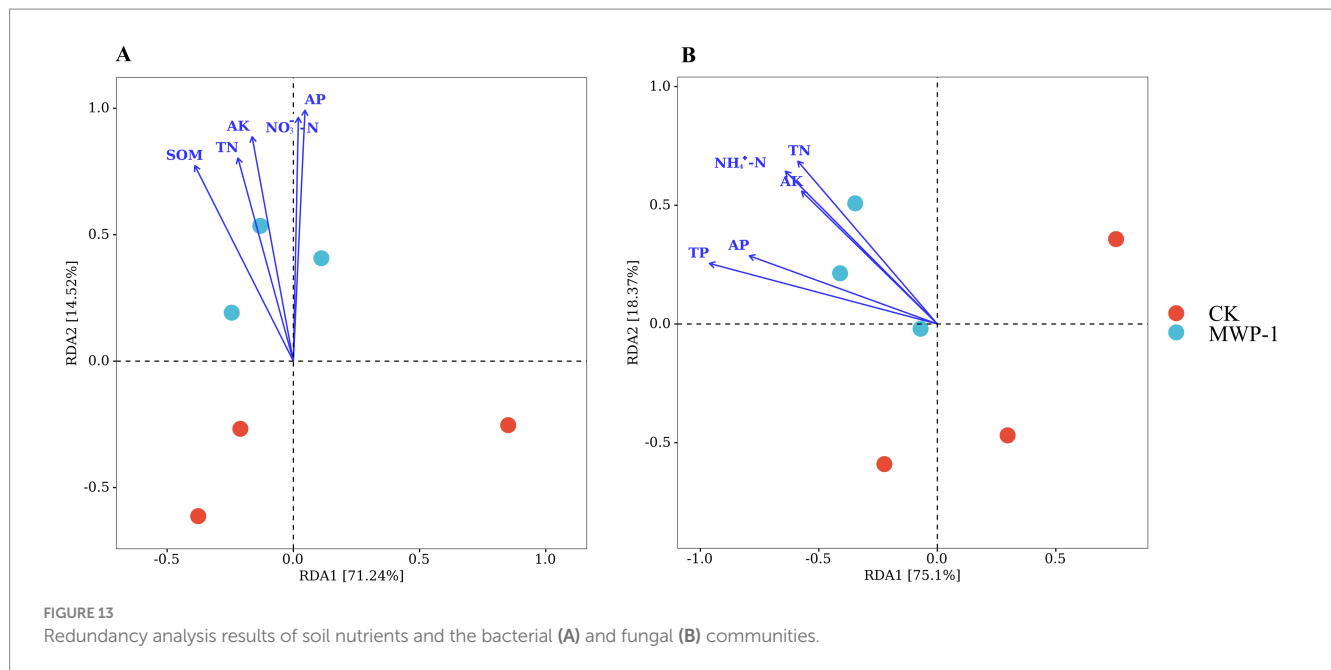 A
1.0
0.5
0.0
-0.5
RDA2 [14.52%]
AP
NO₃⁻-N
AK
TN
SOM
-0.5
0.0
0.5
1.0
RDA1 [71.24%]
B
1.0
0.5
0.0
-0.5
RDA2 [18.37%]
TN
NH₄⁺-N
AK
AP
TP
-1.0
-0.5
0.0
0.5
RDA1 [75.1%]
CK
MWP-1
FIGURE 13
Redundancy analysis results of soil nutrients and the bacterial (A) and fungal (B) communities.